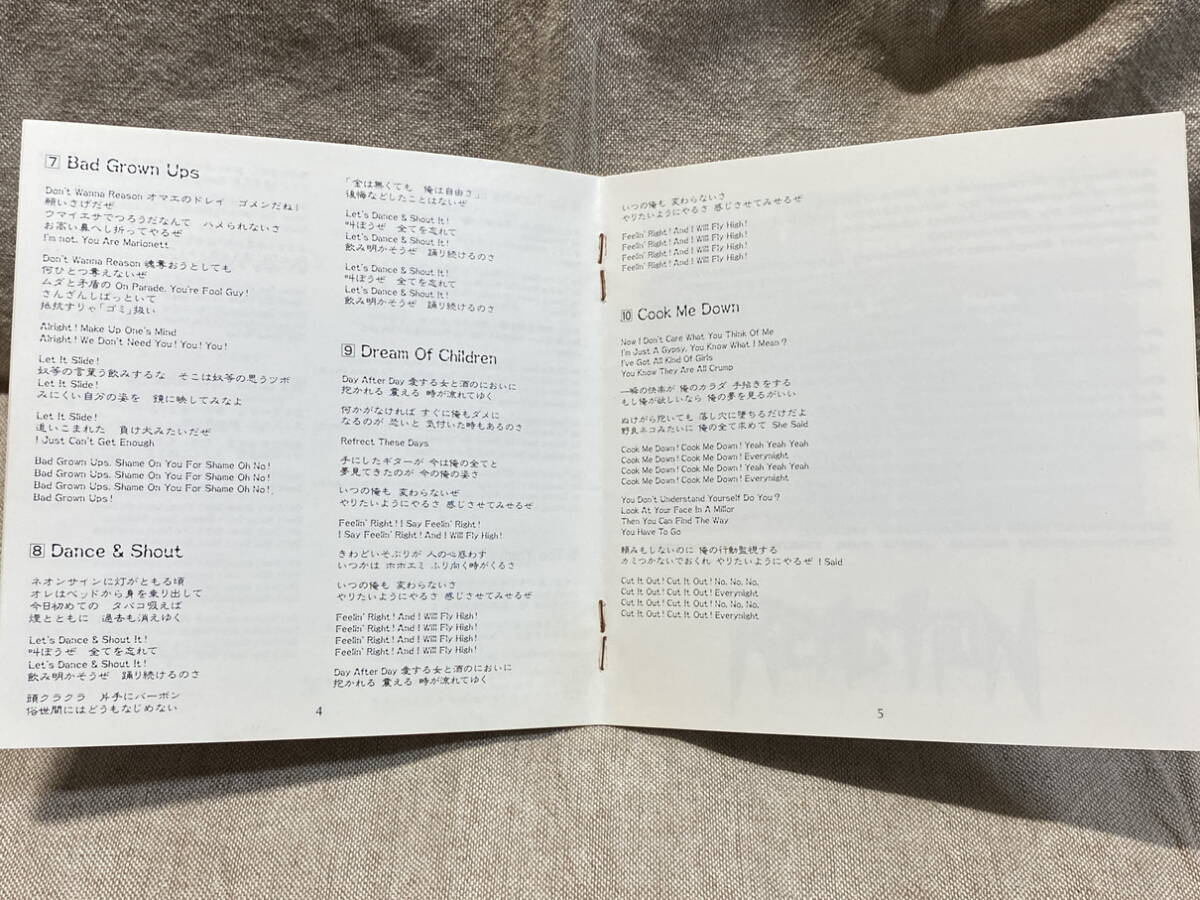 7 Bad Grown Ups
Don't Wanna Reason オマエのドレイ ゴメンだね!
願いさげだぜ
ウマイエサでつろうだなんて ハメられないさ
お高い鼻へし折ってやるぜ
I'm not. You Are Marionett
Don't Wanna Reason 魂奪おうとしても
何ひとつ奪えないぜ
ムダと矛盾の On Parade. You're Fool Guy!
さんざんしばっといて
抵抗すりゃ「ゴミ」扱い
Alright! Make Up One's Mind
Alright! We Don't Need You! You! You!
Let It Slide!
奴等の言葉う飲みするな そこは奴等の思うツボ
Let It Slide!
みにくい自分の姿を 鏡に映してみなよ
Let It Slide!
追いこまれた 負け犬みたいだぜ
I Just Can't Get Enough
Bad Grown Ups. Shame On You For Shame Oh No!
Bad Grown Ups. Shame On You For Shame Oh No!
Bad Grown Ups. Shame On You For Shame Oh No!
Bad Grown Ups!
8 Dance & Shout
ネオンサインに灯がともる頃
オレはベッドから身を乗り出して
今日初めての タバコ吸えば
煙とともに 過去も消えゆく
Let's Dance & Shout It!
叫ぼうぜ 全てを忘れて
Let's Dance & Shout It!
飲み明かそうぜ 踊り続けるのさ
頭クラクラ 片手にバーボン
俗世間にはどうもなじめない
「金は無くても 俺は自由さ」
後悔などしたことはないぜ
Let's Dance & Shout It!
叫ぼうぜ 全てを忘れて
Let's Dance & Shout It!
飲み明かそうぜ 踊り続けるのさ
Let's Dance & Shout It!
叫ぼうぜ 全てを忘れて
Let's Dance & Shout It!
飲み明かそうぜ 踊り続けるのさ
9 Dream Of Children
Day After Day 愛する女と酒のにおいに
抱かれる 震える 時が流れてゆく
何かがなければ すぐに俺もダメに
なるのが 恐いと 気付いた時もあるのさ
Refrect These Days
手にしたギターが 今は俺の全てと
夢見てきたのが 今の俺の姿さ
いつの俺も 変わらないぜ
やりたいようにやるさ 感じさせてみせるぜ
Feelin' Right! I Say Feelin' Right!
I Say Feelin' Right! And I Will Fly High!
きわどいそぶりが 人の心惑わす
いつかは ホホエミ ふり向く時がくるさ
いつの俺も 変わらないさ
やりたいようにやるさ 感じさせてみせるぜ
Feelin' Right! And I Will Fly High!
Feelin' Right! And I Will Fly High!
Feelin' Right! And I Will Fly High!
Feelin' Right! And I Will Fly High!
Day After Day 愛する女と酒のにおいに
抱かれる 震える 時が流れてゆく
4
いつの俺も 変わらないさ
やりたいようにやるさ 感じさせてみせるぜ
Feelin' Right! And I Will Fly High!
Feelin' Right! And I Will Fly High!
Feelin' Right! And I Will Fly High!
Feelin' Right! And I Will Fly High!
10 Cook Me Down
Now I Don't Care What You Think Of Me
I'm Just A Gypsy, You Know What I Mean?
I've Got All Kind Of Girls
You Know They Are All Crump
一瞬の快楽が 俺のカラダ 手招きをする
もし俺が欲しいなら 俺の夢を見るがいい
ぬけがら抱いても 落し穴に堕ちるだけだよ
野良ネコみたいに 俺の全て求めて She Said
Cook Me Down! Cook Me Down! Yeah Yeah Yeah
Cook Me Down! Cook Me Down! Everynight
Cook Me Down! Cook Me Down! Yeah Yeah Yeah
Cook Me Down! Cook Me Down! Everynight
You Don't Understand Yourself Do You?
Look At Your Face In A Millor
Then You Can Find The Way
You Have To Go
頼みもしないのに 俺の行動監視する
カミつかないでおくれ やりたいようにやるぜ I Said
Cut It Out! Cut It Out! No, No, No,
Cut It Out! Cut It Out! Everynight
Cut It Out! Cut It Out! No, No, No,
Cut It Out! Cut It Out! Everynight
5